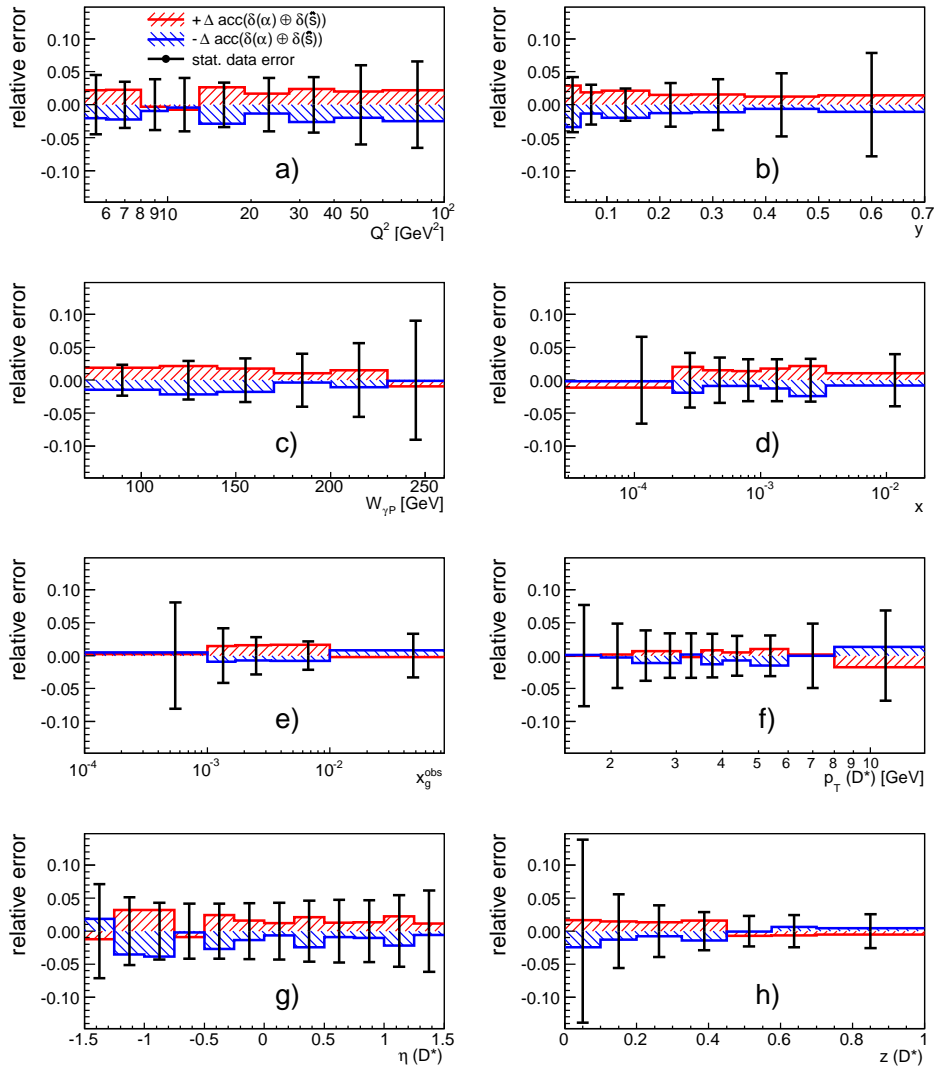 + Δ acc(δ(α) ⊕ δ(ŝ))
- Δ acc(δ(α) ⊕ δ(ŝ))
stat. data error
relative error
0.10
0.05
0.00
-0.05
-0.10
a)
6 7 8 9 10 20 30 40 50 10²
Q² [GeV²]
relative error
0.10
0.05
0.00
-0.05
-0.10
b)
0.1 0.2 0.3 0.4 0.5 0.6 0.7
y
relative error
0.10
0.05
0.00
-0.05
-0.10
c)
100 150 200 250
W_γP [GeV]
relative error
0.10
0.05
0.00
-0.05
-0.10
d)
10⁻⁴ 10⁻³ 10⁻²
x
relative error
0.10
0.05
0.00
-0.05
-0.10
e)
10⁻⁴ 10⁻³ 10⁻²
x_g^obs
relative error
0.10
0.05
0.00
-0.05
-0.10
f)
2 3 4 5 6 7 8 9 10
p_T (D*) [GeV]
relative error
0.10
0.05
0.00
-0.05
-0.10
g)
-1.5 -1 -0.5 0 0.5 1 1.5
η (D*)
relative error
0.10
0.05
0.00
-0.05
-0.10
h)
0 0.2 0.4 0.6 0.8 1
z (D*)